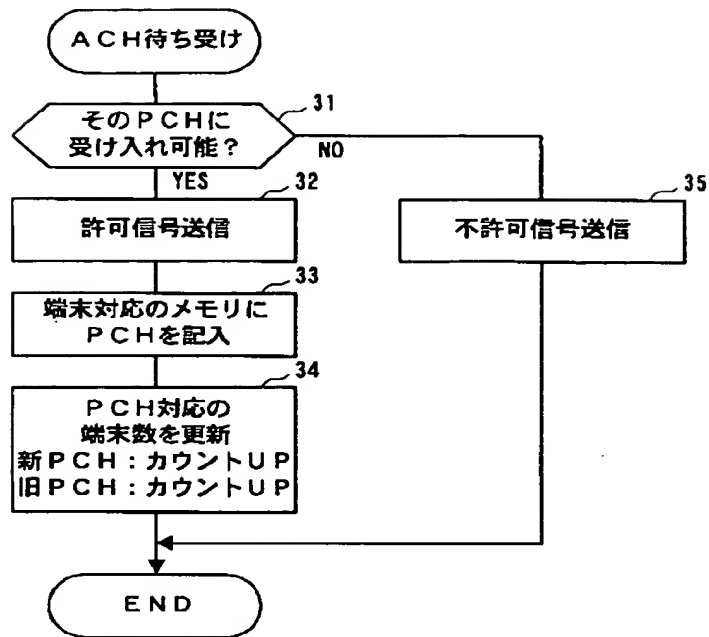 ACH待ち受け
31
そのPCHに
受け入れ可能？
NO
YES
32
許可信号送信
35
不許可信号送信
33
端末対応のメモリに
PCHを記入
34
PCH対応の
端末数を更新
新PCH：カウントUP
旧PCH：カウントUP
END